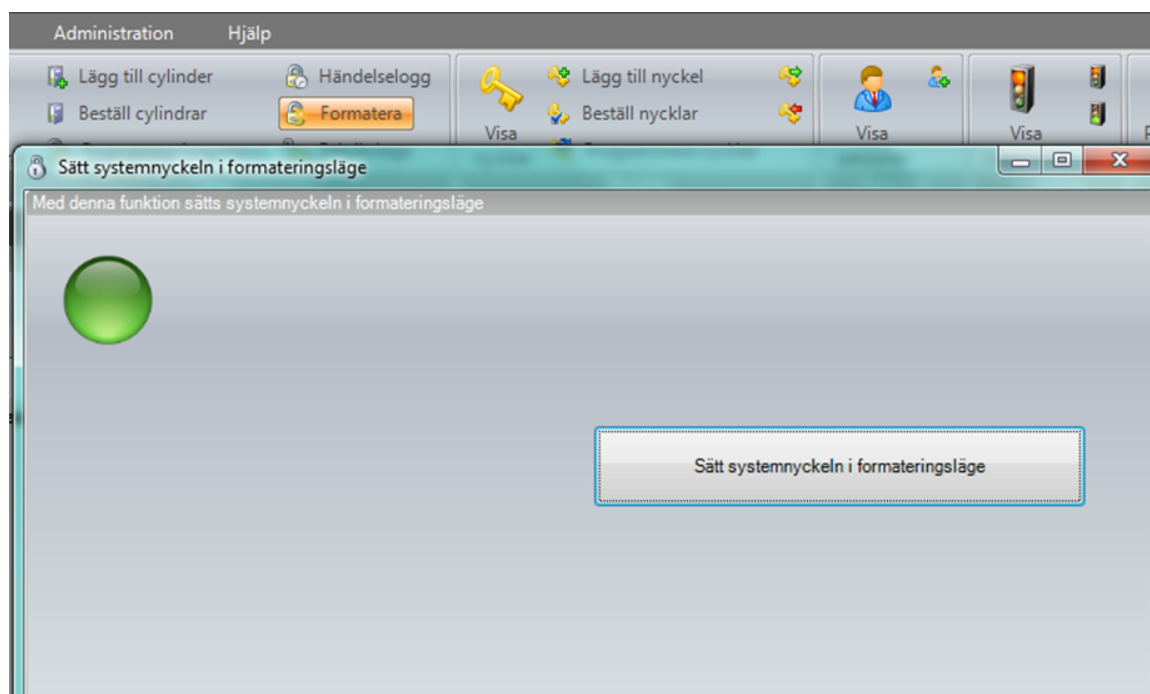 Administration Hjälp
Lägg till cylinder Händelselogg Lägg till nyckel
Beställ cylindrar Formatera Visa Beställ nycklar Visa Visa
Sätt systemnyckeln i formateringsläge
Med denna funktion sätts systemnyckeln i formateringsläge
Sätt systemnyckeln i formateringsläge